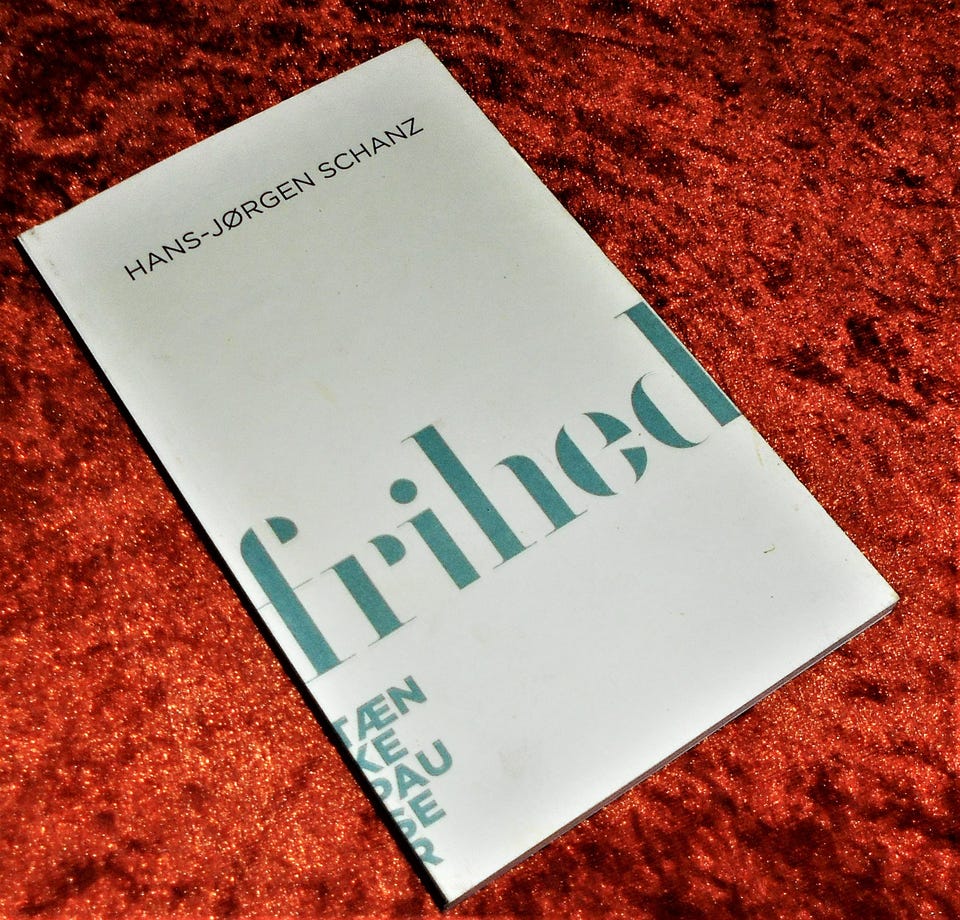 HANS-JØRGEN SCHANZ
frihed
TÆN
KE
PAU
SE
R